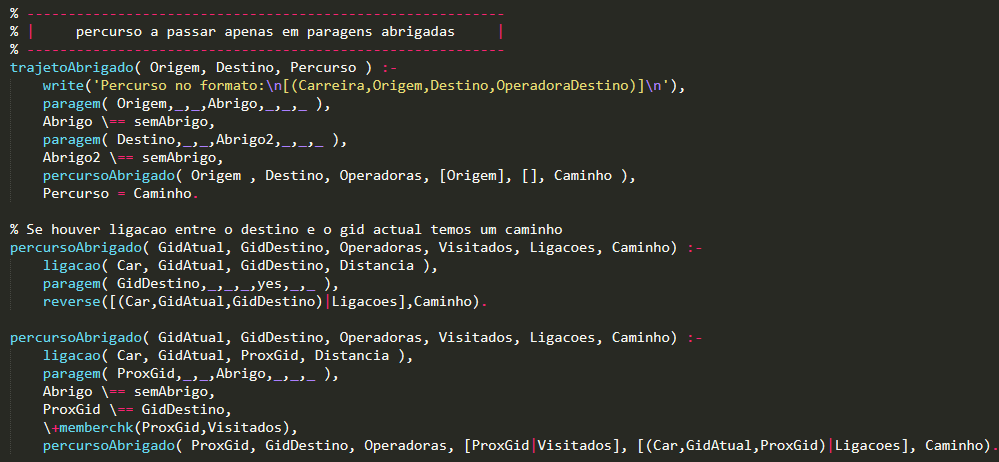 % ----------------------------------------------------------
% |     percurso a passar apenas em paragens abrigadas     |
% ----------------------------------------------------------
trajetoAbrigado( Origem, Destino, Percurso ) :-
    write('Percurso no formato:\n[(Carreira,Origem,Destino,OperadoraDestino)]\n'),
    paragem( Origem,_,_,Abrigo,_,_,_ ),
    Abrigo \== semAbrigo,
    paragem( Destino,_,_,Abrigo2,_,_,_ ),
    Abrigo2 \== semAbrigo,
    percursoAbrigado( Origem , Destino, Operadoras, [Origem], [], Caminho ),
    Percurso = Caminho.

% Se houver ligacao entre o destino e o gid actual temos um caminho
percursoAbrigado( GidAtual, GidDestino, Operadoras, Visitados, Ligacoes, Caminho) :-
    ligacao( Car, GidAtual, GidDestino, Distancia ),
    paragem( GidDestino,_,_,_,yes,_,_ ),
    reverse([(Car,GidAtual,GidDestino)|Ligacoes],Caminho).

percursoAbrigado( GidAtual, GidDestino, Operadoras, Visitados, Ligacoes, Caminho) :-
    ligacao( Car, GidAtual, ProxGid, Distancia ),
    paragem( ProxGid,_,_,Abrigo,_,_,_ ),
    Abrigo \== semAbrigo,
    ProxGid \== GidDestino,
    \+memberchk(ProxGid,Visitados),
    percursoAbrigado( ProxGid, GidDestino, Operadoras, [ProxGid|Visitados], [(Car,GidAtual,ProxGid)|Ligacoes], Caminho).